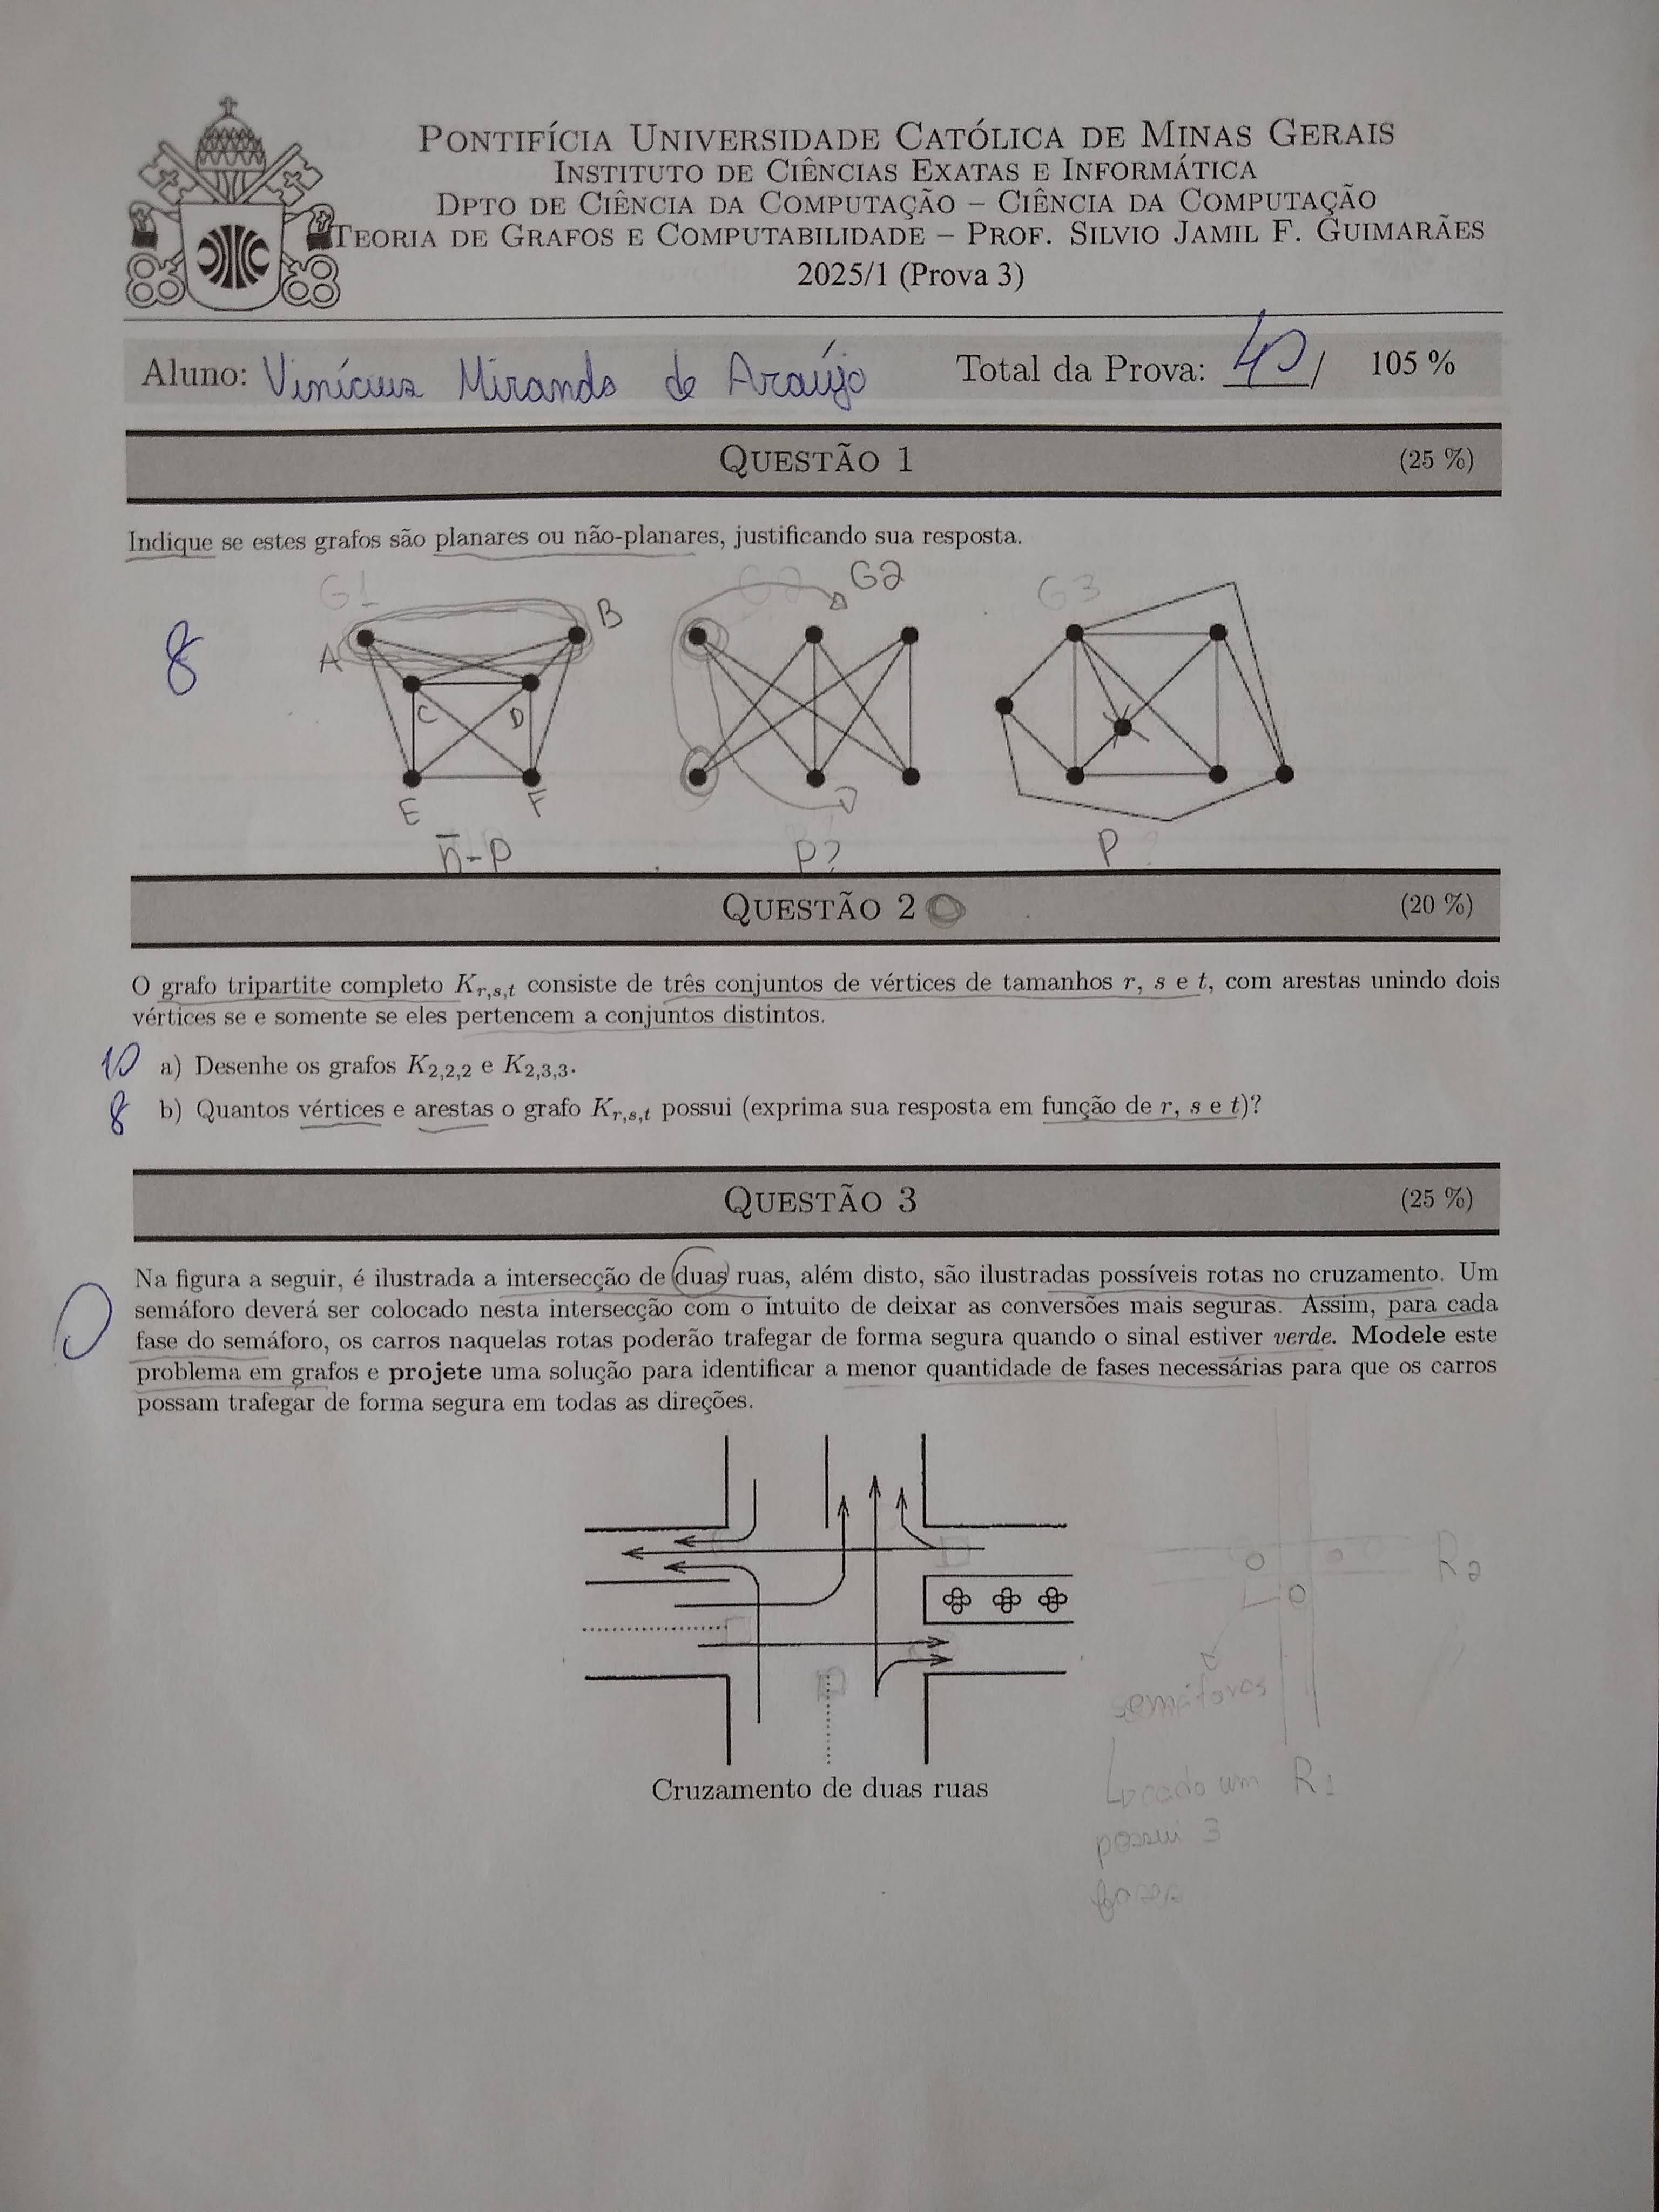 PONTIFÍCIA UNIVERSIDADE CATÓLICA DE MINAS GERAIS
INSTITUTO DE CIÊNCIAS EXATAS E INFORMÁTICA
DPTO DE CIÊNCIA DA COMPUTAÇÃO – CIÊNCIA DA COMPUTAÇÃO
TEORIA DE GRAFOS E COMPUTABILIDADE – PROF. SILVIO JAMIL F. GUIMARÃES
2025/1 (Prova 3)
Aluno: Vinícius Miranda de Araújo Total da Prova: 40 / 105 %
QUESTÃO 1 (25 %)
Indique se estes grafos são planares ou não-planares, justificando sua resposta.
G1 G2 G2 G3
8 A B
C D
E F
n-P P? P
QUESTÃO 2 (20 %)
O grafo tripartite completo Kr,s,t consiste de três conjuntos de vértices de tamanhos r, s e t, com arestas unindo dois
vértices se e somente se eles pertencem a conjuntos distintos.
10 a) Desenhe os grafos K2,2,2 e K2,3,3.
8 b) Quantos vértices e arestas o grafo Kr,s,t possui (exprima sua resposta em função de r, s e t)?
QUESTÃO 3 (25 %)
0 Na figura a seguir, é ilustrada a intersecção de duas ruas, além disto, são ilustradas possíveis rotas no cruzamento. Um
semáforo deverá ser colocado nesta intersecção com o intuito de deixar as conversões mais seguras. Assim, para cada
fase do semáforo, os carros naquelas rotas poderão trafegar de forma segura quando o sinal estiver verde. Modele este
problema em grafos e projete uma solução para identificar a menor quantidade de fases necessárias para que os carros
possam trafegar de forma segura em todas as direções.
R2
semáforos
R1
Cruzamento de duas ruas
cada um
possui 3
fases